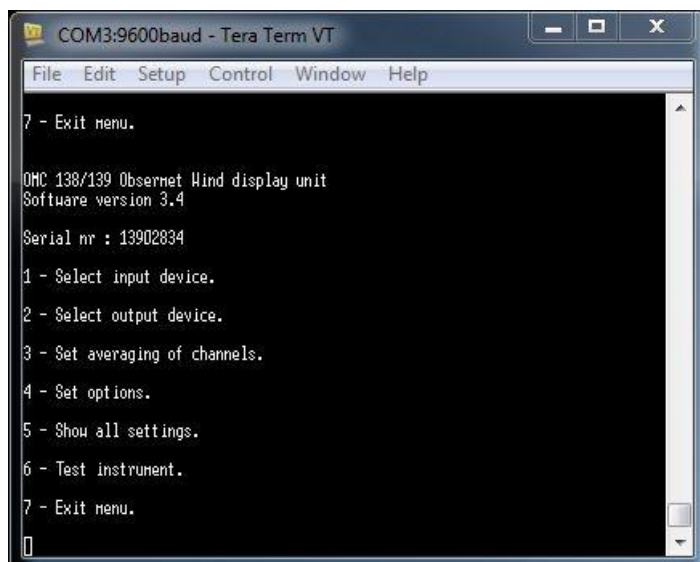 COM3:9600baud - Tera Term VT
File Edit Setup Control Window Help
7 - Exit menu.
OMC 138/139 Obsermet Wind display unit
Software version 3.4
Serial nr : 13902834
1 - Select input device.
2 - Select output device.
3 - Set averaging of channels.
4 - Set options.
5 - Show all settings.
6 - Test instrument.
7 - Exit menu.